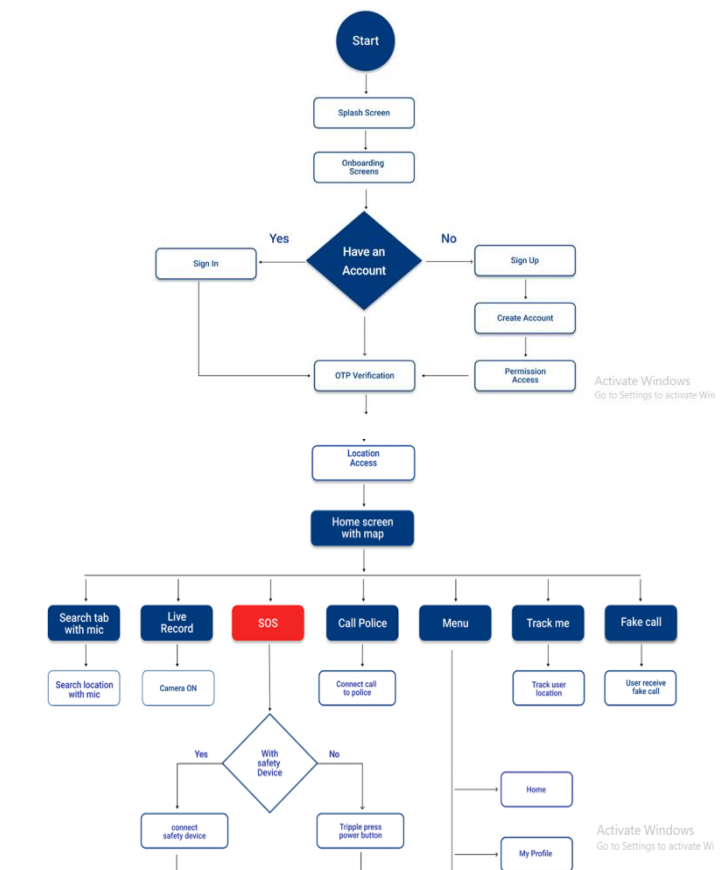 Start
Splash Screen
Onboarding
Screens
Yes
No
Have an
Account
Sign In
Sign Up
Create Account
OTP Verification
Permission
Access
Activate Windows
Go to Settings to activate Win
Location
Access
Home screen
with map
Search tab
with mic
Live
Record
SOS
Call Police
Menu
Track me
Fake call
Search location
with mic
Camera ON
Connect call
to police
Track user
location
User receive
fake call
Yes
No
With
safety
Device
Home
connect
safety device
Tripple press
power button
Activate Windows
Go to Settings to activate Wi
My Profile